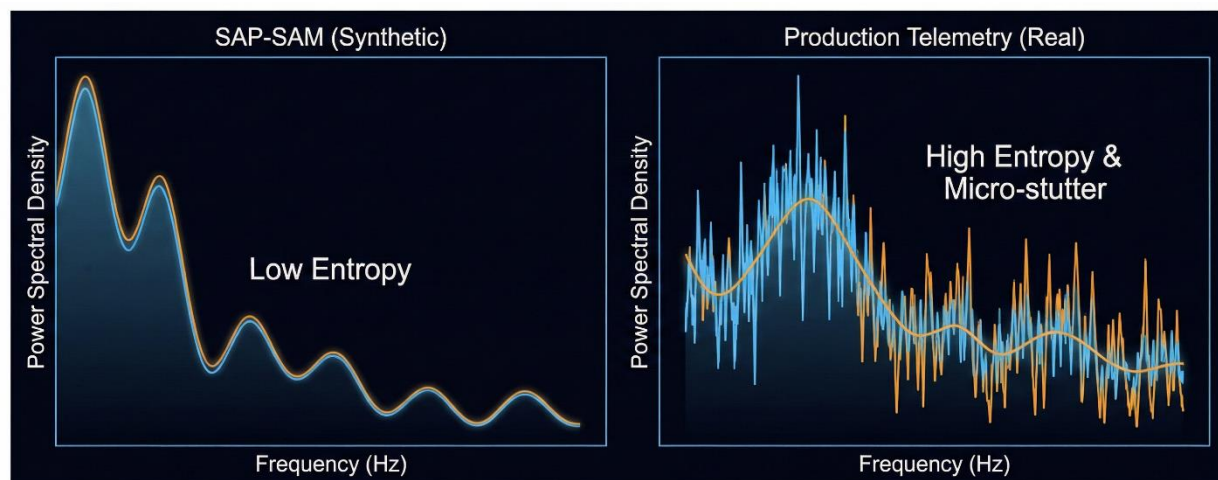 SAP-SAM (Synthetic)
Power Spectral Density
Low Entropy
Frequency (Hz)
Production Telemetry (Real)
Power Spectral Density
High Entropy &
Micro-stutter
Frequency (Hz)